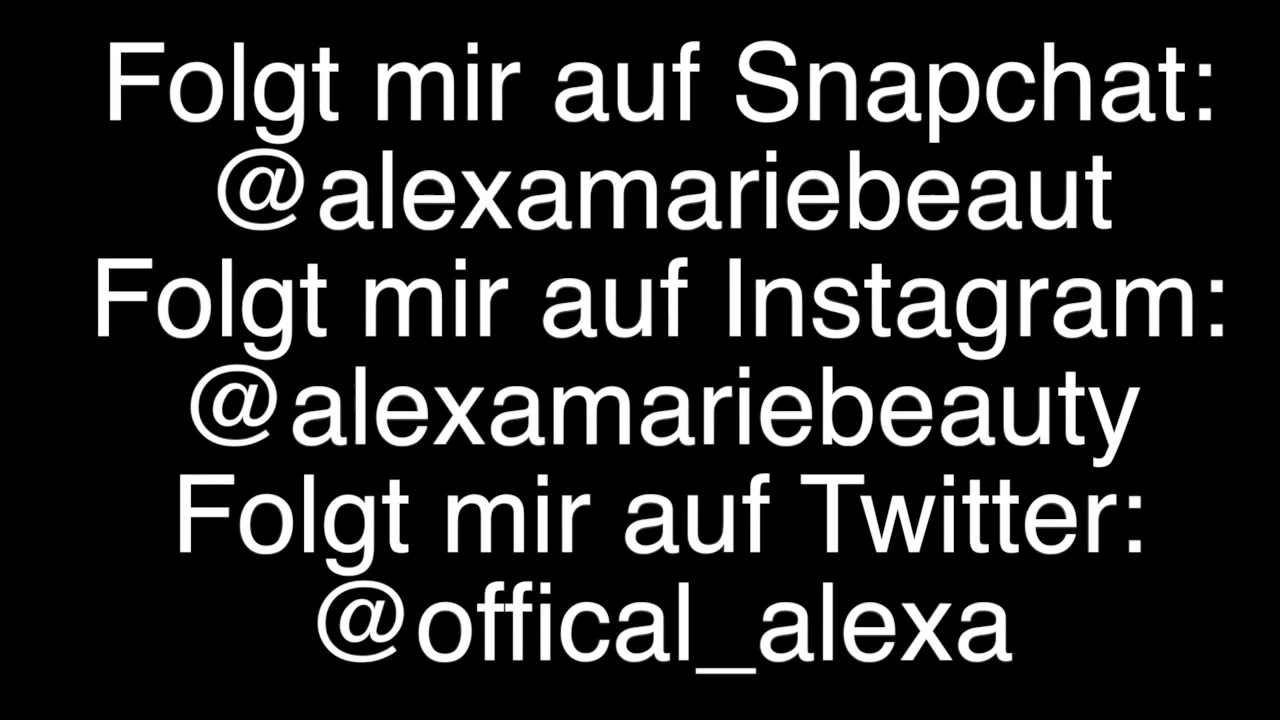 Folgt mir auf Snapchat:
@alexamariebeaut
Folgt mir auf Instagram:
@alexamariebeauty
Folgt mir auf Twitter:
@offical_alexa